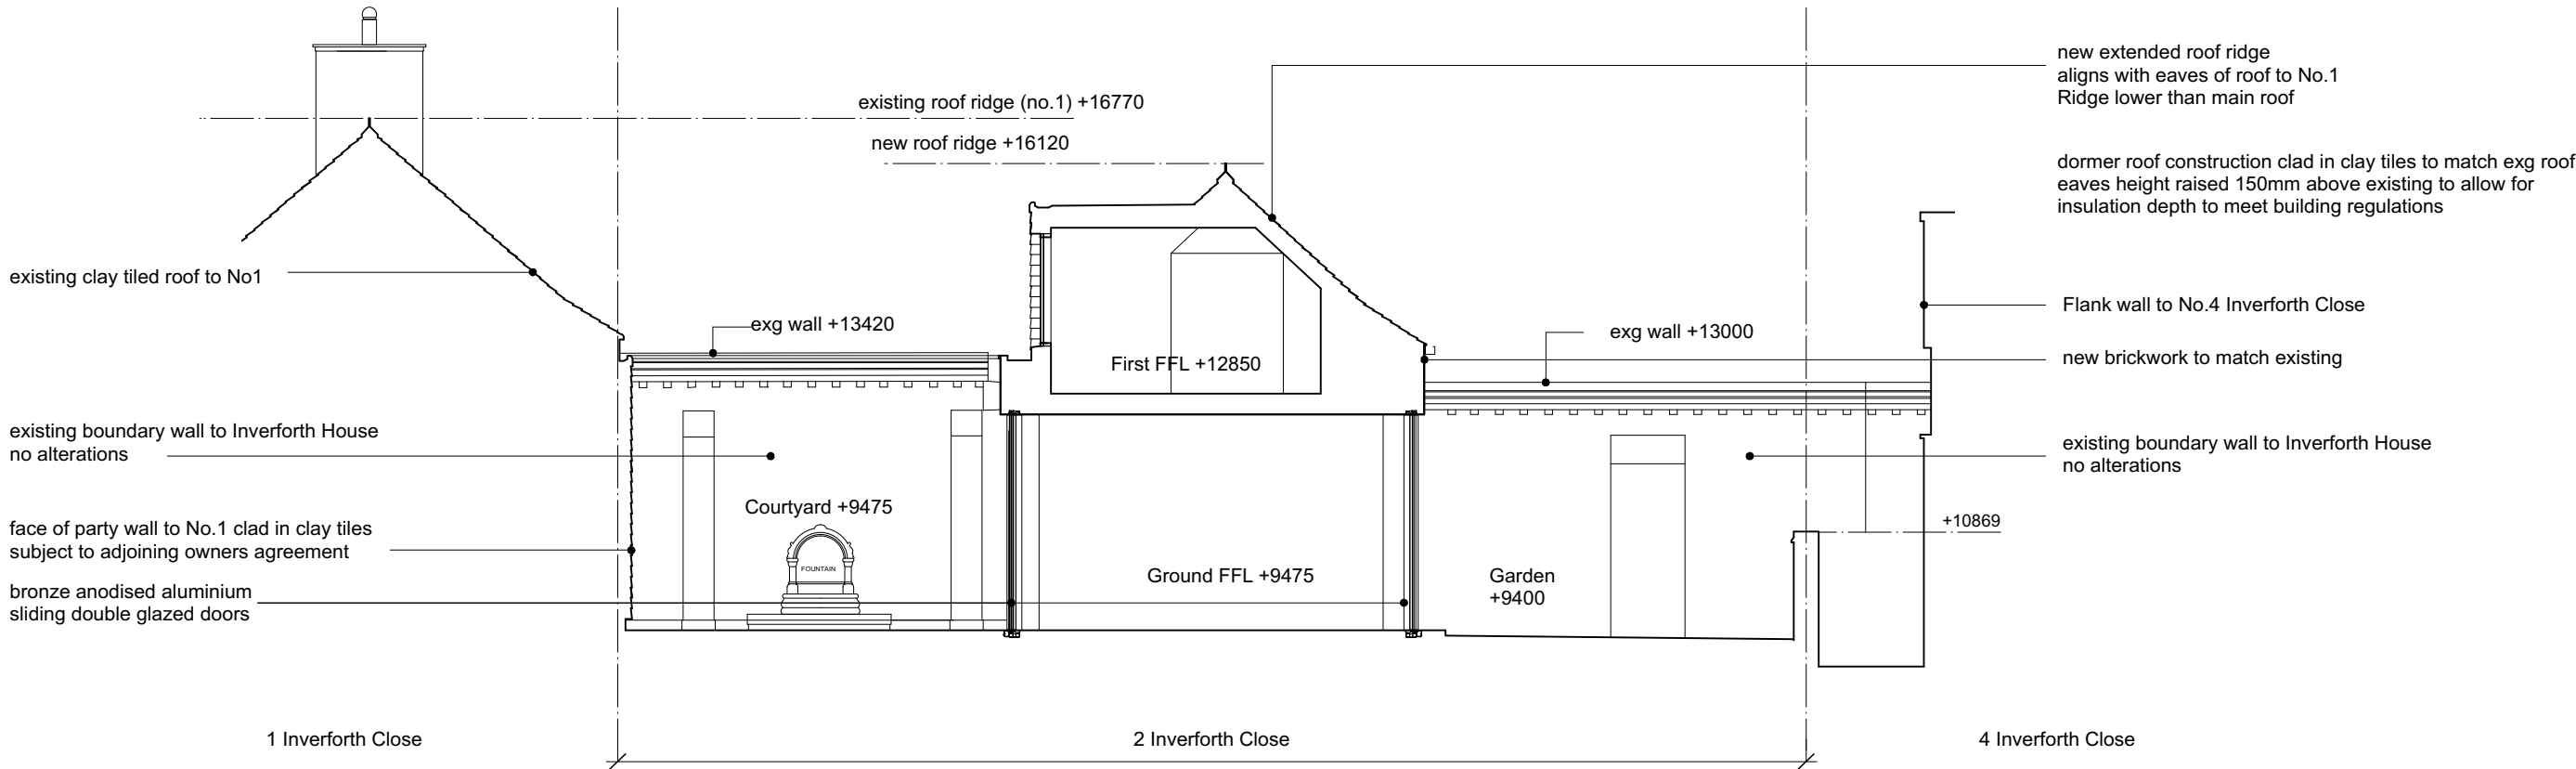 new extended roof ridge
aligns with eaves of roof to No.1
Ridge lower than main roof
existing roof ridge (no.1) +16770
new roof ridge +16120
dormer roof construction clad in clay tiles to match exg roof
eaves height raised 150mm above existing to allow for
insulation depth to meet building regulations
existing clay tiled roof to No1
Flank wall to No.4 Inverforth Close
exg wall +13420
exg wall +13000
First FFL +12850
new brickwork to match existing
existing boundary wall to Inverforth House
no alterations
existing boundary wall to Inverforth House
no alterations
Courtyard +9475
face of party wall to No.1 clad in clay tiles
subject to adjoining owners agreement
+10869
FOUNTAIN
Ground FFL +9475
Garden
+9400
bronze anodised aluminium
sliding double glazed doors
1 Inverforth Close
2 Inverforth Close
4 Inverforth Close